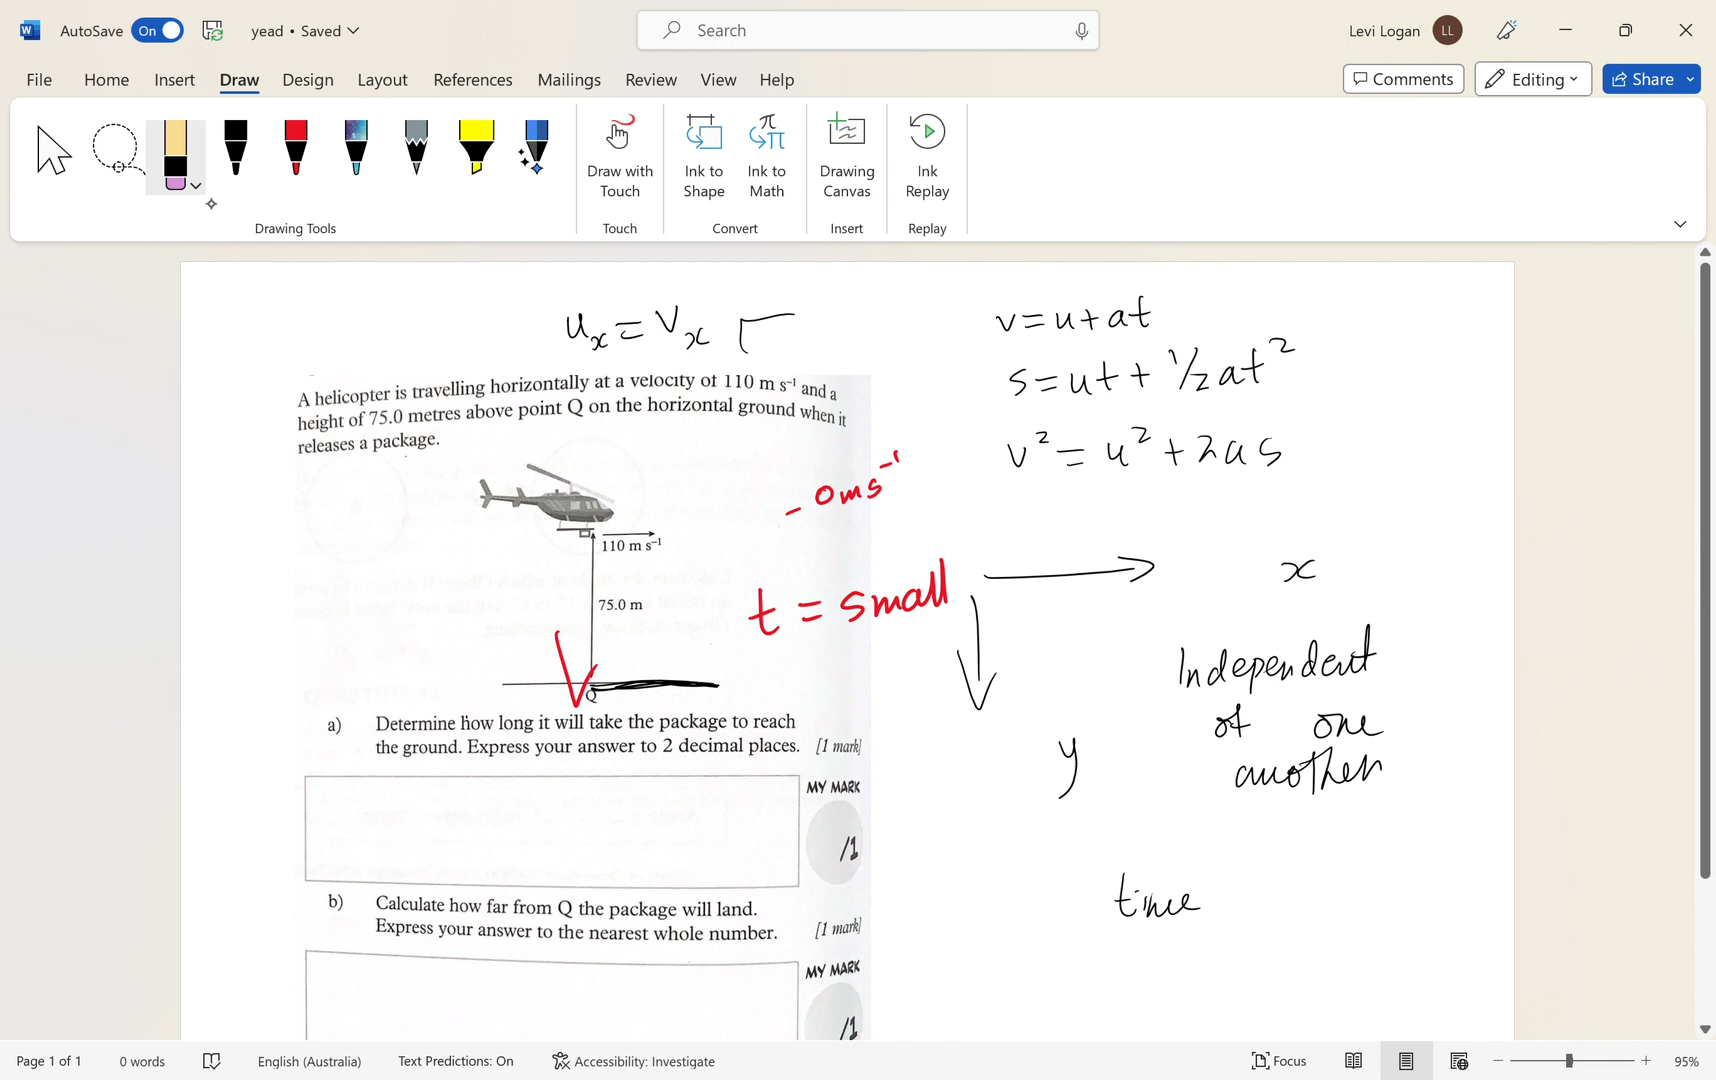 AutoSave On yead • Saved Search Levi Logan LL
File Home Insert Draw Design Layout References Mailings Review View Help Comments Editing Share
Draw with Touch
Ink to Shape
Ink to Math
Drawing Canvas
Ink Replay
Drawing Tools Touch Convert Insert Replay
u_x = v_x
v = u + at
s = ut + 1/2 at²
v² = u² + 2as
A helicopter is travelling horizontally at a velocity of 110 m s⁻¹ and a
height of 75.0 metres above point Q on the horizontal ground when it
releases a package.
0 ms⁻¹
110 m s⁻¹
75.0 m
t = small
x
Independent
of one
another
y
time
Q
a) Determine how long it will take the package to reach
the ground. Express your answer to 2 decimal places. [1 mark]
MY MARK
/1
b) Calculate how far from Q the package will land.
Express your answer to the nearest whole number. [1 mark]
MY MARK
/1
Page 1 of 1 0 words English (Australia) Text Predictions: On Accessibility: Investigate Focus 95%